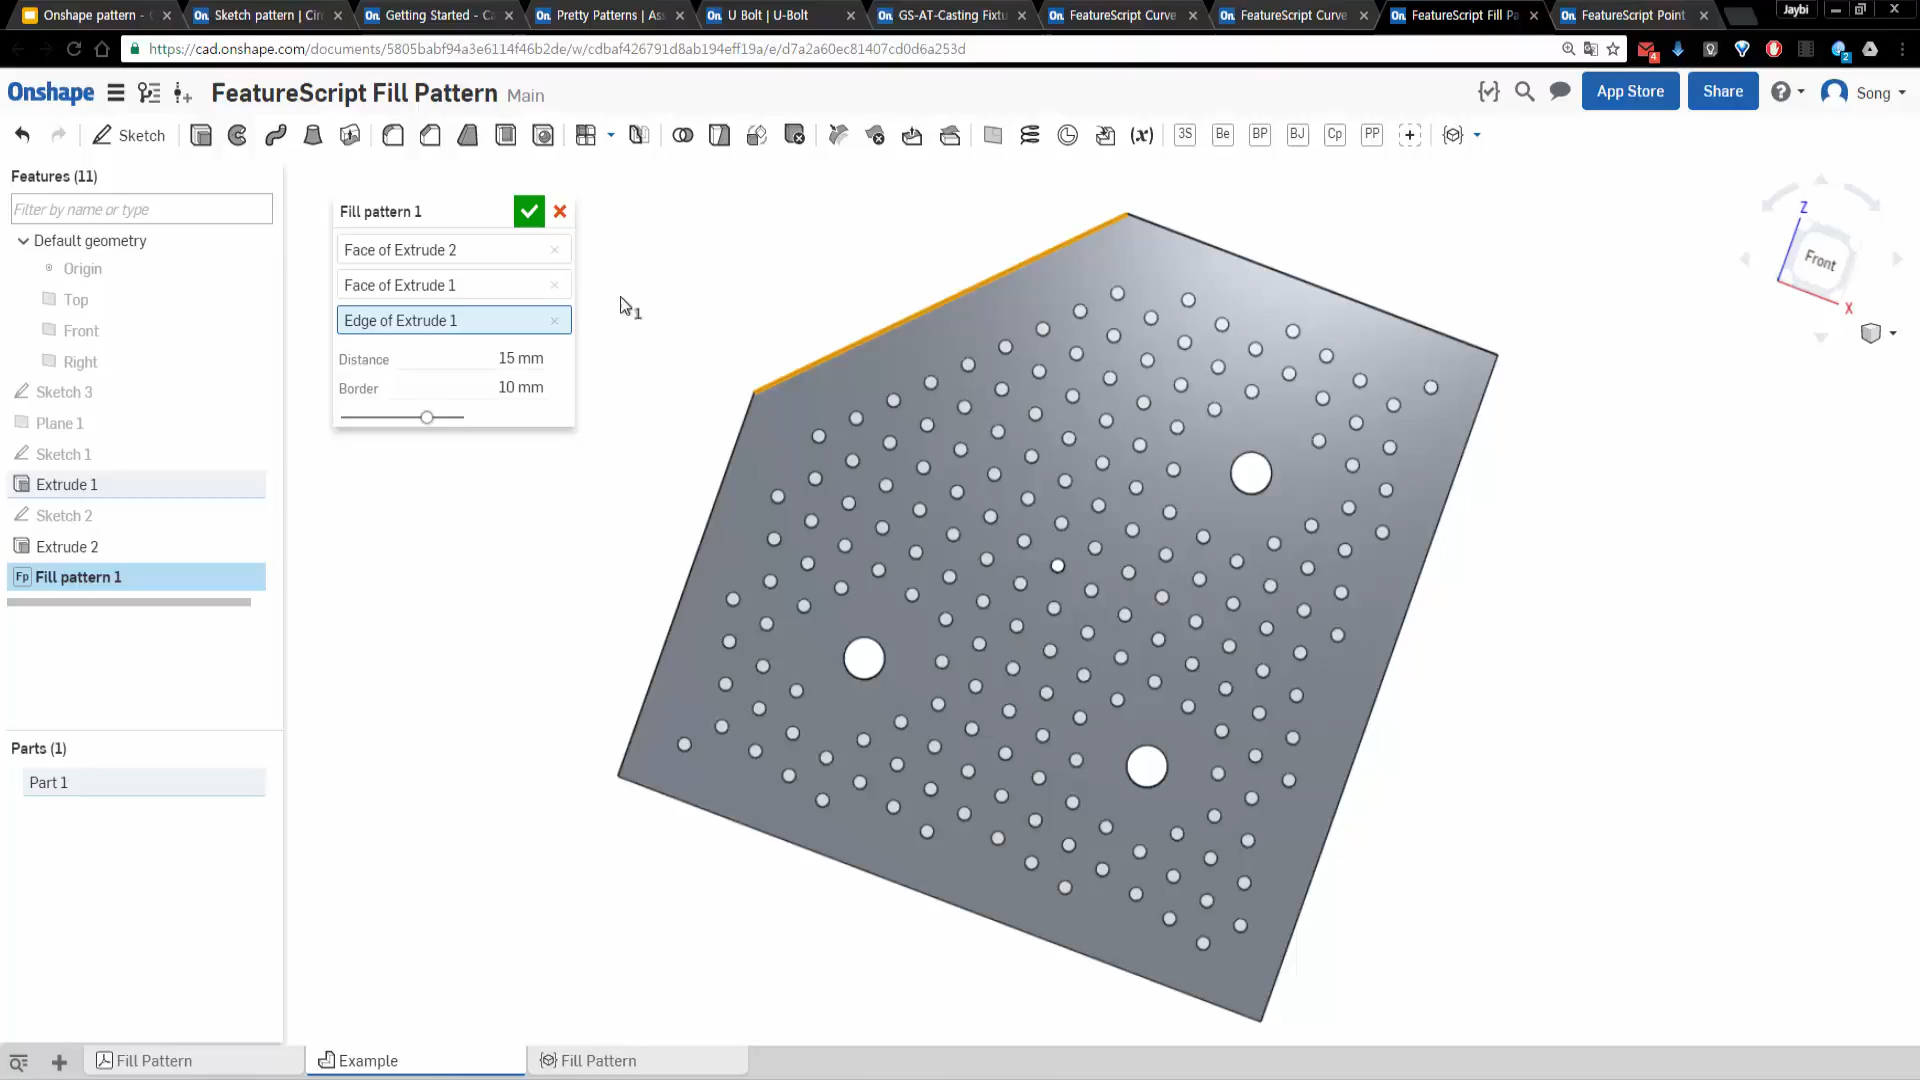 Onshape pattern - 
Sketch pattern | Cir
Getting Started - Ca
Pretty Patterns | Ass
U Bolt | U-Bolt
GS-AT-Casting Fixtu
FeatureScript Curve
FeatureScript Curve
FeatureScript Fill Pa
FeatureScript Point
Jaybi
https://cad.onshape.com/documents/5805babf94a3e6114f46b2de/w/cdbaf426791d8ab194eff19a/e/d7a2a60ec81407cd0d6a253d
Onshape
FeatureScript Fill Pattern Main
App Store
Share
Song
Sketch
3S
Be
BP
BJ
Cp
PP
Features (11)
Filter by name or type
Default geometry
Origin
Top
Front
Right
Sketch 3
Plane 1
Sketch 1
Extrude 1
Sketch 2
Extrude 2
Fp Fill pattern 1
Parts (1)
Part 1
Fill pattern 1
Face of Extrude 2
Face of Extrude 1
Edge of Extrude 1
Distance 15 mm
Border 10 mm
1
Z
Front
X
Fill Pattern
Example
Fill Pattern